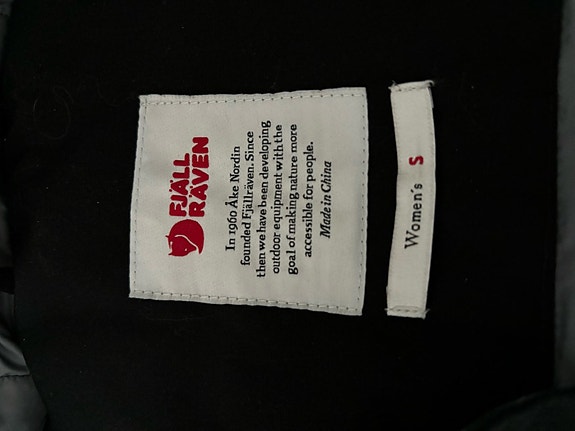 FJÄLL
RÄVEN
In 1960 Åke Nordin
founded Fjällräven. Since
then we have been developing
outdoor equipment with the
goal of making nature more
accessible for people.
Made in China
Women's S